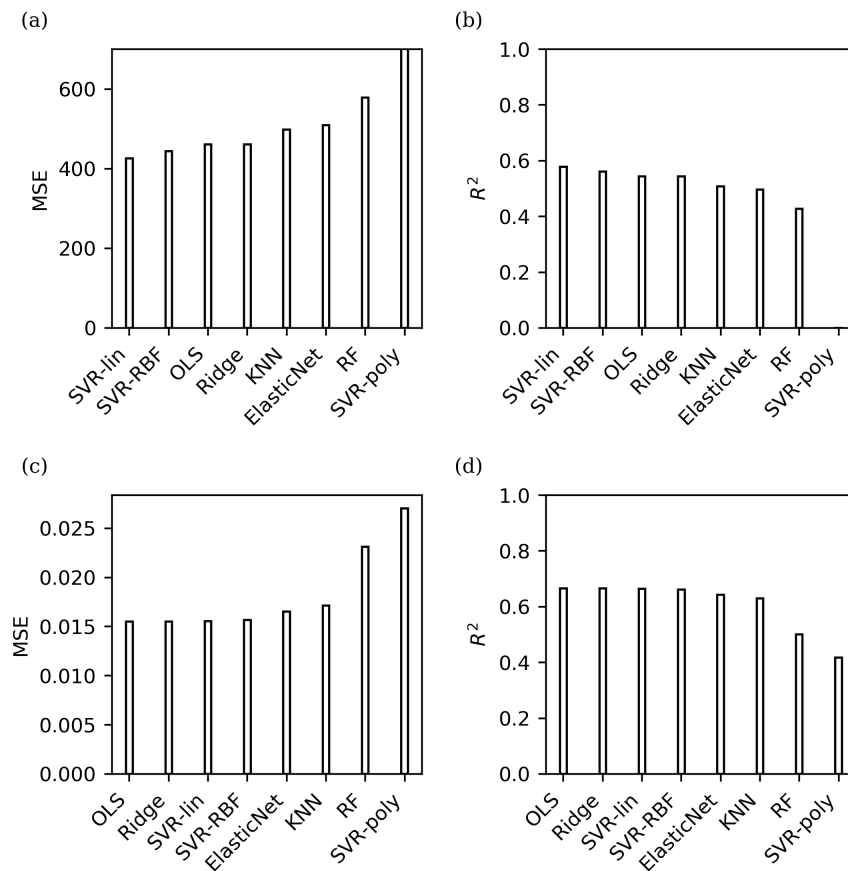 (a)
MSE
600
400
200
0
SVR-lin
SVR-RBF
OLS
Ridge
KNN
ElasticNet
RF
SVR-poly
(b)
R²
1.0
0.8
0.6
0.4
0.2
0.0
SVR-lin
SVR-RBF
OLS
Ridge
KNN
ElasticNet
RF
SVR-poly
(c)
MSE
0.025
0.020
0.015
0.010
0.005
0.000
OLS
Ridge
SVR-lin
SVR-RBF
ElasticNet
KNN
RF
SVR-poly
(d)
R²
1.0
0.8
0.6
0.4
0.2
0.0
OLS
Ridge
SVR-lin
SVR-RBF
ElasticNet
KNN
RF
SVR-poly